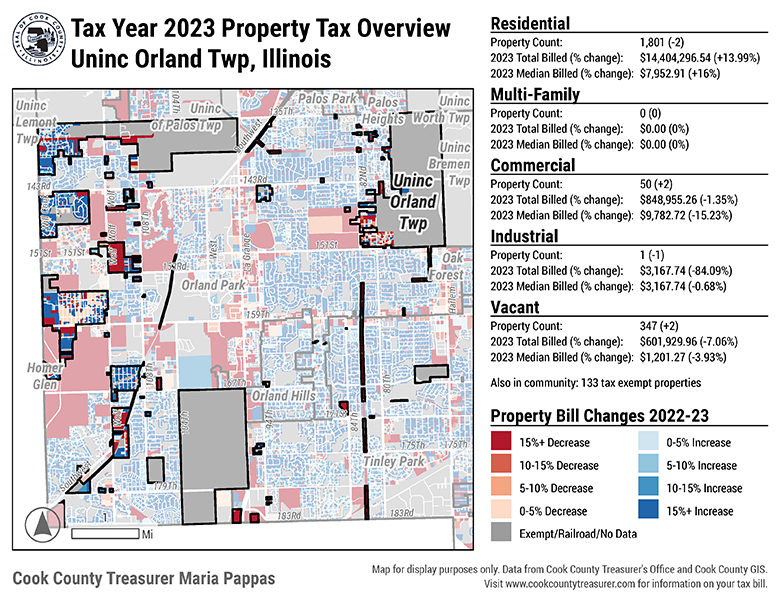 Tax Year 2023 Property Tax Overview
Uninc Orland Twp, Illinois
Residential
Property Count: 1,801 (-2)
2023 Total Billed (% change): $14,404,296.54 (+13.99%)
2023 Median Billed (% change): $7,952.91 (+16%)
Multi-Family
Property Count: 0 (0)
2023 Total Billed (% change): $0.00 (0%)
2023 Median Billed (% change): $0.00 (0%)
Commercial
Property Count: 50 (+2)
2023 Total Billed (% change): $848,955.26 (-1.35%)
2023 Median Billed (% change): $9,782.72 (-15.23%)
Industrial
Property Count: 1 (-1)
2023 Total Billed (% change): $3,167.74 (-84.09%)
2023 Median Billed (% change): $3,167.74 (-0.68%)
Vacant
Property Count: 347 (+2)
2023 Total Billed (% change): $601,929.96 (-7.06%)
2023 Median Billed (% change): $1,201.27 (-3.93%)
Also in community: 133 tax exempt properties
Property Bill Changes 2022-23
15%+ Decrease
10-15% Decrease
5-10% Decrease
0-5% Decrease
Exempt/Railroad/No Data
0-5% Increase
5-10% Increase
10-15% Increase
15%+ Increase
Uninc
Lemont
Twp
104Th
Uninc
of Palos Twp
Palos Park
135Th
Palos
Heights
Uninc
Worth Twp
Uninc
Bremen
Twp
Uninc
Orland
Twp
143Rd
143Rd
82Nd
108Th
151St
151St
151St
La Grange
West
153Rd
Oak
Forest
Orland Park
159Th
Homer
Glen
167Th
Orland Hills
80Th
94Th
84Th
175Th
175Th
Tinley Park
179Th
183Rd
183Rd
Mi
Cook County Treasurer Maria Pappas
Map for display purposes only. Data from Cook County Treasurer's Office and Cook County GIS.
Visit www.cookcountytreasurer.com for information on your tax bill.